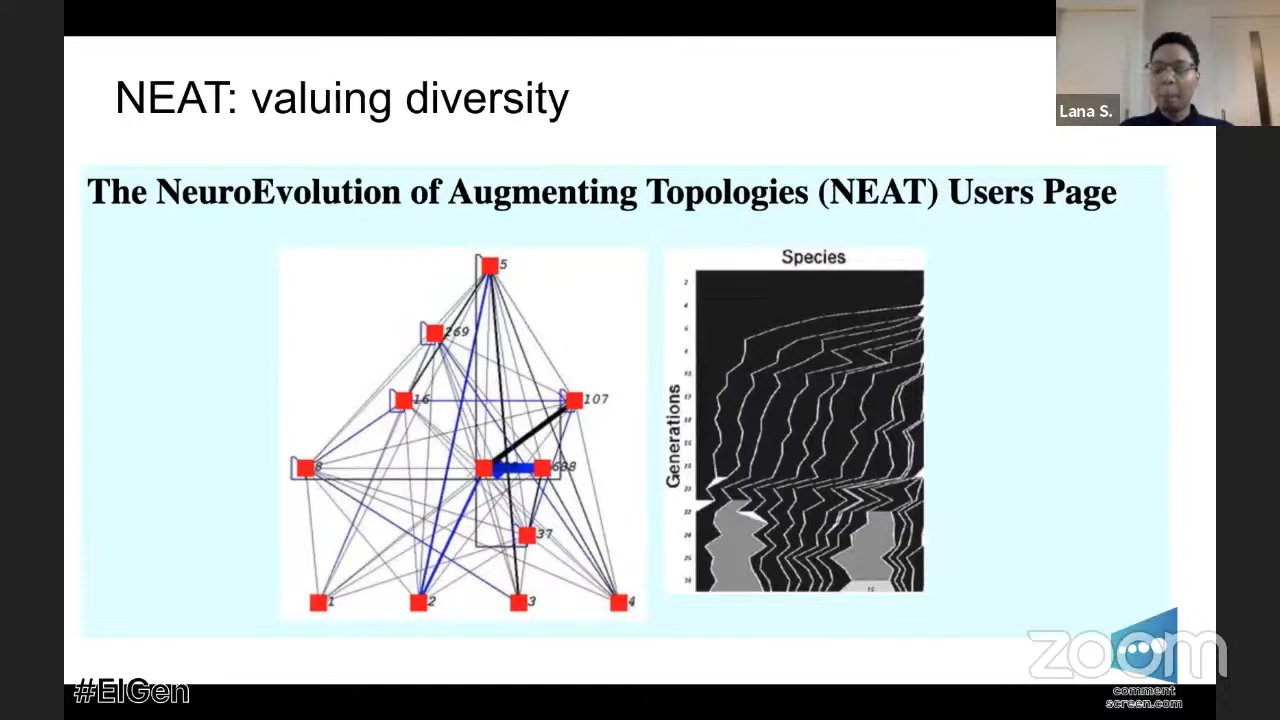 NEAT: valuing diversity
Lana S.
The NeuroEvolution of Augmenting Topologies (NEAT) Users Page
5
269
16
107
8
37
1
2
3
4
Species
Generations
zoom
#EIGen
comment
screen.com